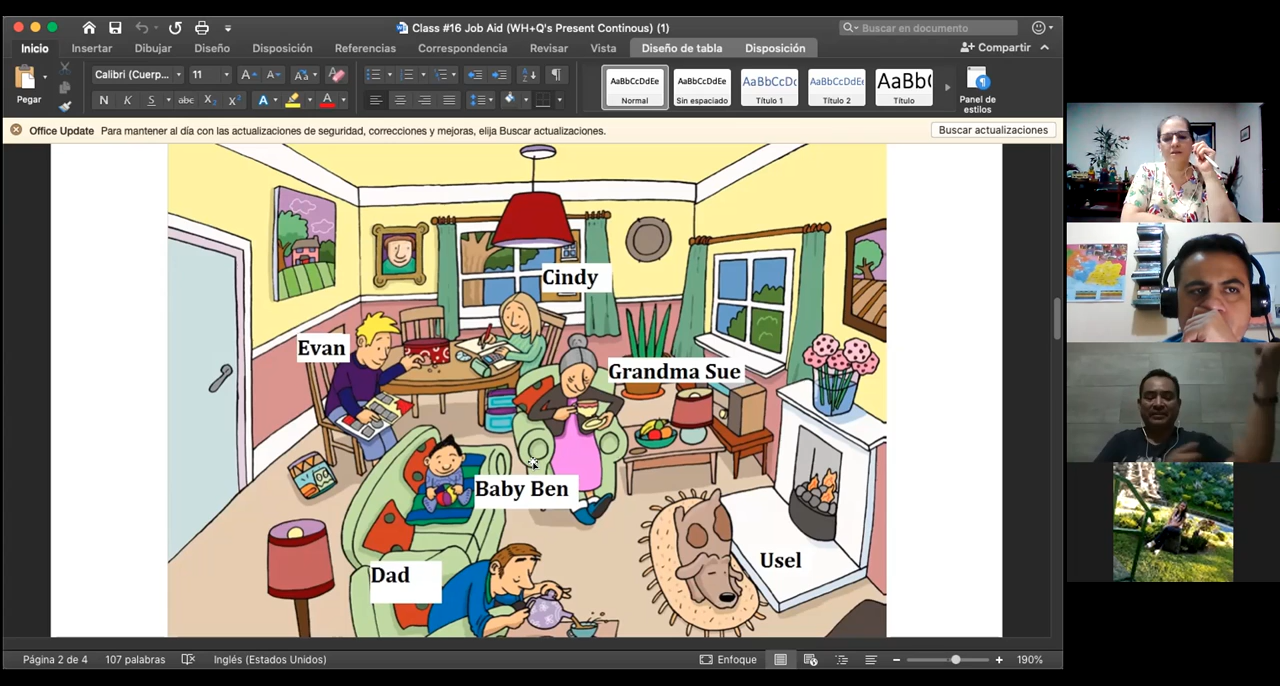 Class #16 Job Aid (WH+Q's Present Continous) (1)
Buscar en documento
Inicio Insertar Dibujar Diseño Disposición Referencias Correspondencia Revisar Vista Diseño de tabla Disposición Compartir
Pegar
Calibri (Cuerp... 11
N K S abc X₂ X²
AaBbCcDdEe AaBbCcDdEe AaBbCcDc AaBbCcDdEe AaBb(
Normal Sin espaciado Título 1 Título 2 Título
Panel de
estilos
Office Update Para mantener al día con las actualizaciones de seguridad, correcciones y mejoras, elija Buscar actualizaciones. Buscar actualizaciones
Cindy
Evan
Grandma Sue
Baby Ben
Usel
Dad
Página 2 de 4 107 palabras Inglés (Estados Unidos) Enfoque 190%